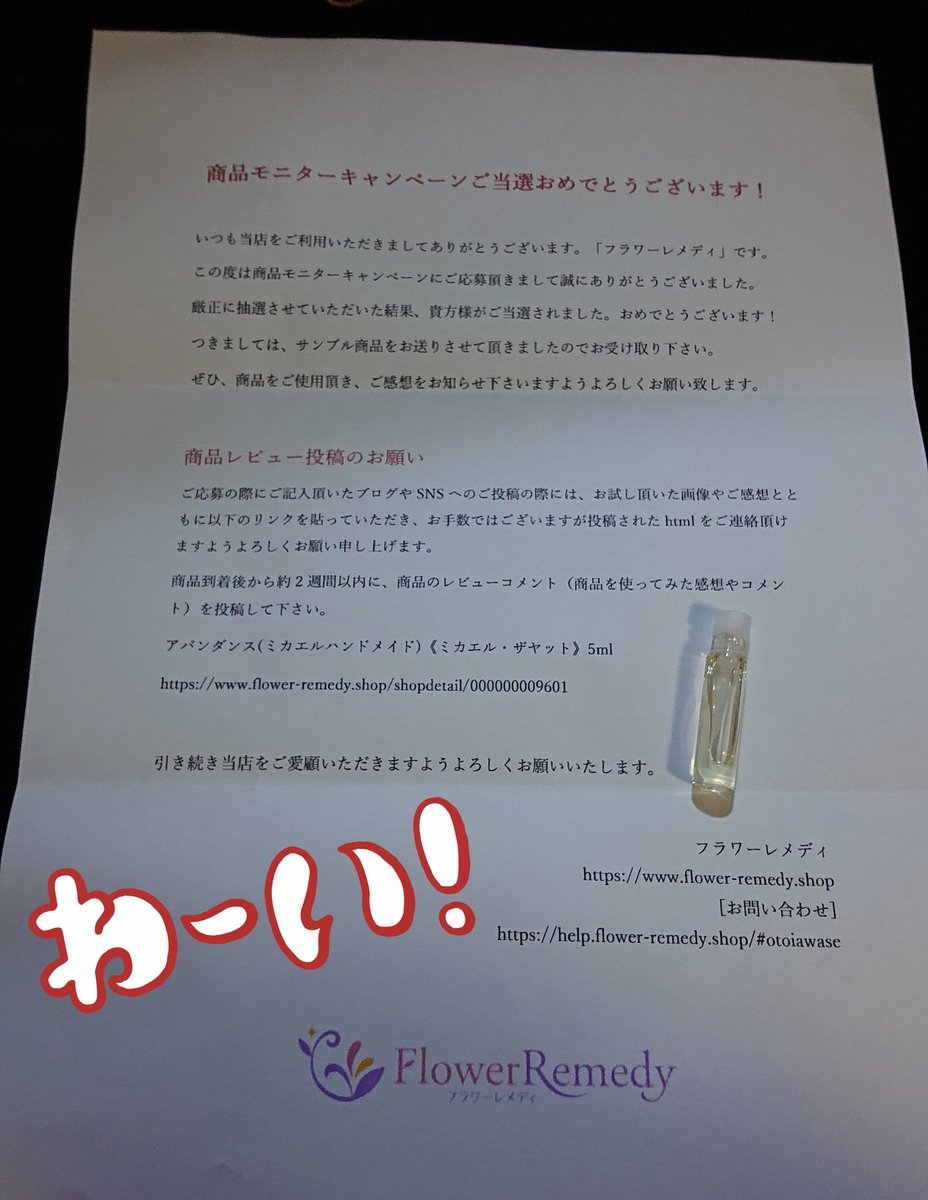 商品モニターキャンペーンご当選おめでとうございます！
いつも当店をご利用いただきましてありがとうございます。「フラワーレメディ」です。
この度は商品モニターキャンペーンにご応募頂きまして誠にありがとうございました。
厳正に抽選させていただいた結果、貴方様がご当選されました。おめでとうございます！
つきましては、サンプル商品をお送りさせて頂きましたのでお受け取り下さい。
ぜひ、商品をご使用頂き、ご感想をお知らせ下さいますようよろしくお願い致します。
商品レビュー投稿のお願い
ご応募の際にご記入頂いたブログや SNS へのご投稿の際には、お試し頂いた画像やご感想とと
もに以下のリンクを貼っていただき、お手数ではございますが投稿された html をご連絡頂け
ますようよろしくお願い申し上げます。
商品到着後から約 2 週間以内に、商品のレビューコメント（商品を使ってみた感想やコメン
ト）を投稿して下さい。
アバンダンス(ミカエルハンドメイド)《ミカエル・ザヤット》5ml
https://www.flower-remedy.shop/shopdetail/000000009601
引き続き当店をご愛顧いただきますようよろしくお願いいたします。
わーい!
フラワーレメディ
https://www.flower-remedy.shop
[お問い合わせ]
https://help.flower-remedy.shop/#otoiawase
FlowerRemedy
フラワーレメディ